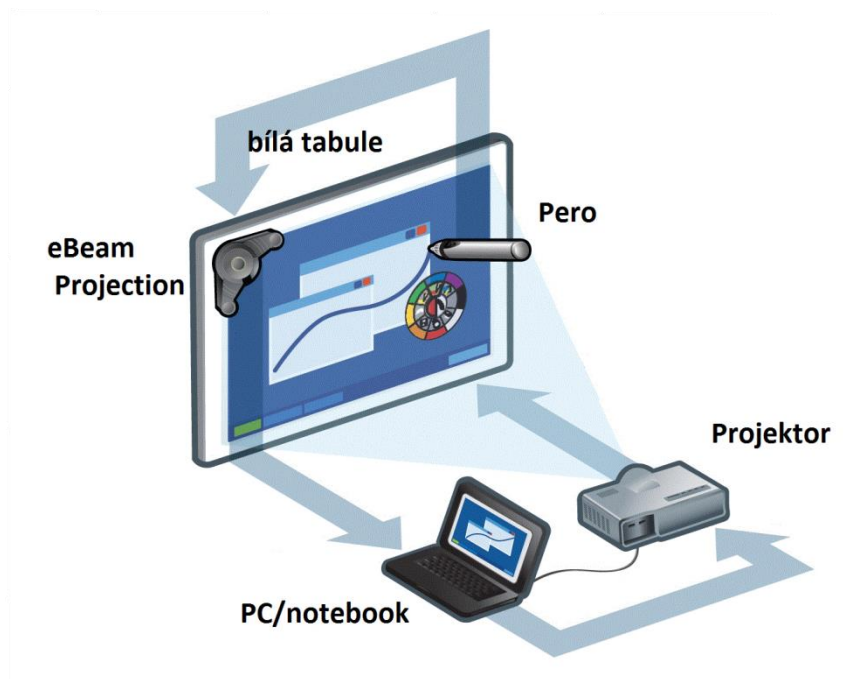 bílá tabule
Pero
eBeam
Projection
Projektor
PC/notebook